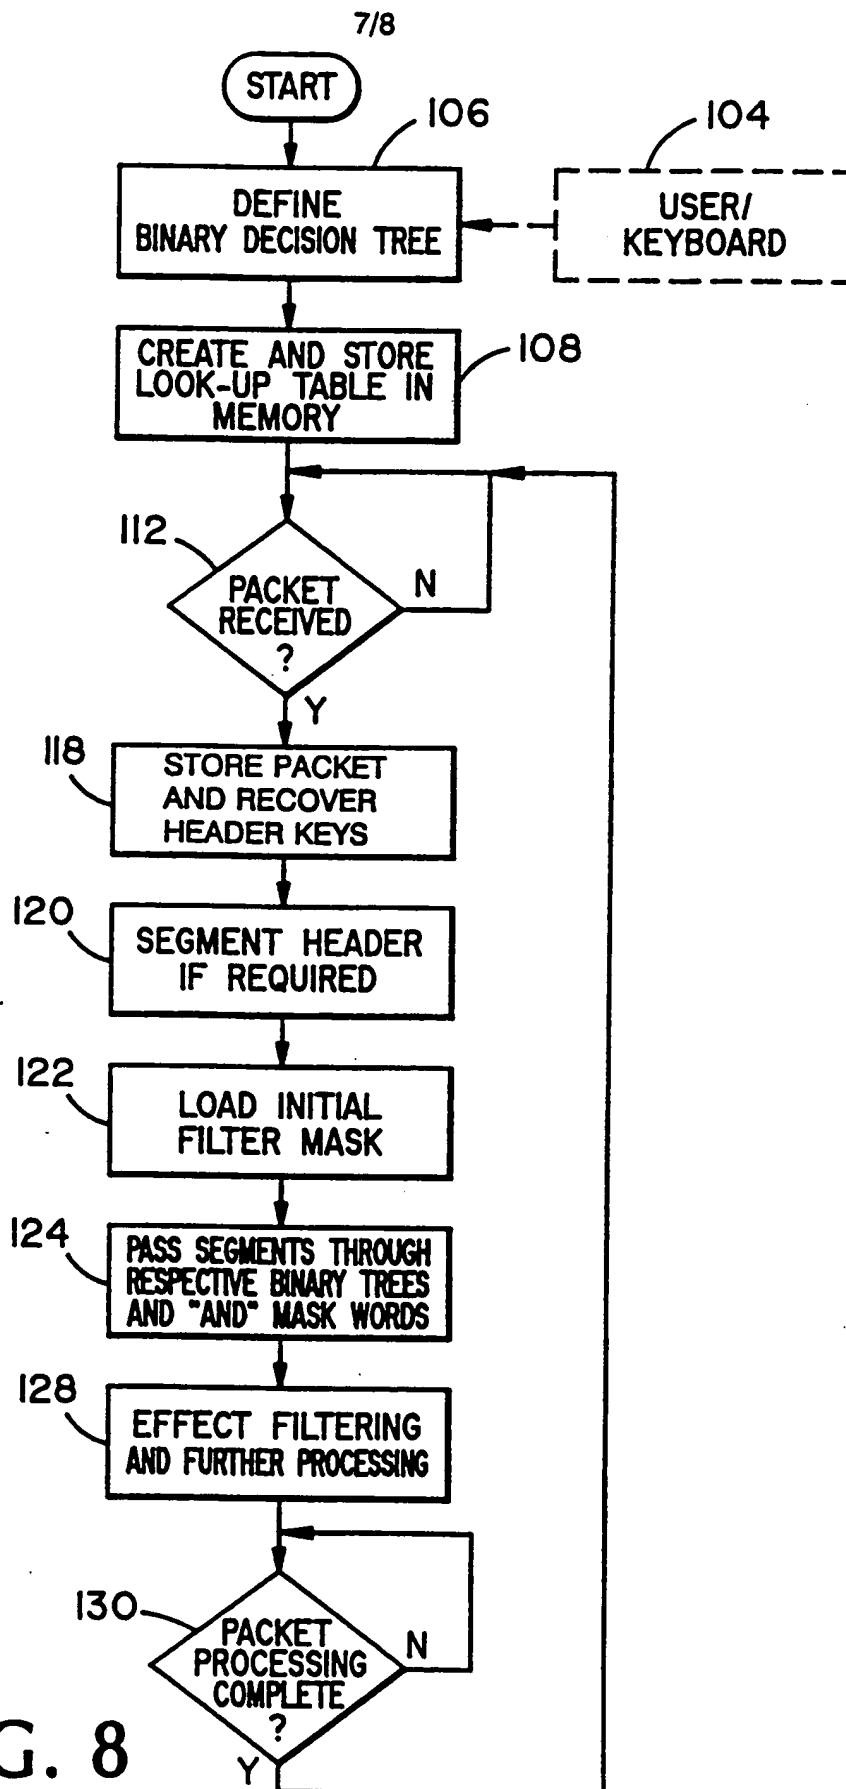 7/8
START
106
104
DEFINE
BINARY DECISION TREE
USER/
KEYBOARD
CREATE AND STORE
LOOK-UP TABLE IN
MEMORY
108
112
PACKET
RECEIVED
?
N
Y
118
STORE PACKET
AND RECOVER
HEADER KEYS
120
SEGMENT HEADER
IF REQUIRED
122
LOAD INITIAL
FILTER MASK
124
PASS SEGMENTS THROUGH
RESPECTIVE BINARY TREES
AND "AND" MASK WORDS
128
EFFECT FILTERING
AND FURTHER PROCESSING
130
PACKET
PROCESSING
COMPLETE
?
N
Y
G. 8